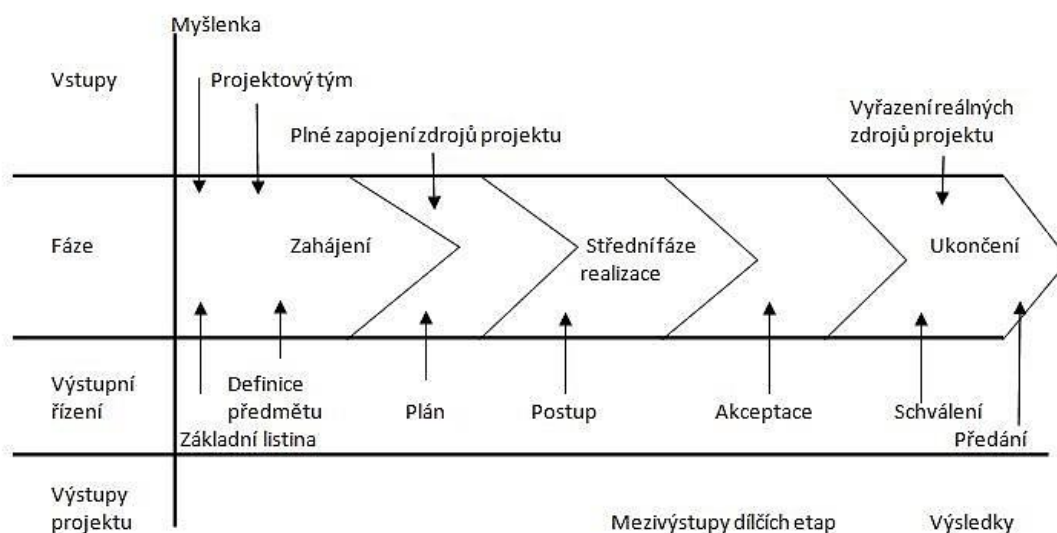 Myšlenka
Vstupy
Projektový tým
Plné zapojení zdrojů projektu
Vyřazení reálných
zdrojů projektu
Fáze
Zahájení
Střední fáze
realizace
Ukončení
Výstupní
řízení
Definice
předmětu
Základní listina
Plán
Postup
Akceptace
Schválení
Předání
Výstupy
projektu
Mezivýstupy dílčích etap
Výsledky